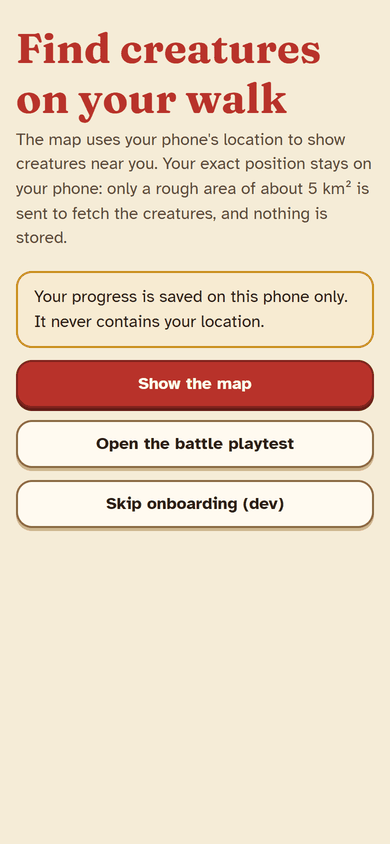 Find creatures
on your walk
The map uses your phone's location to show
creatures near you. Your exact position stays on
your phone: only a rough area of about 5 km² is
sent to fetch the creatures, and nothing is
stored.
Your progress is saved on this phone only.
It never contains your location.
Show the map
Open the battle playtest
Skip onboarding (dev)